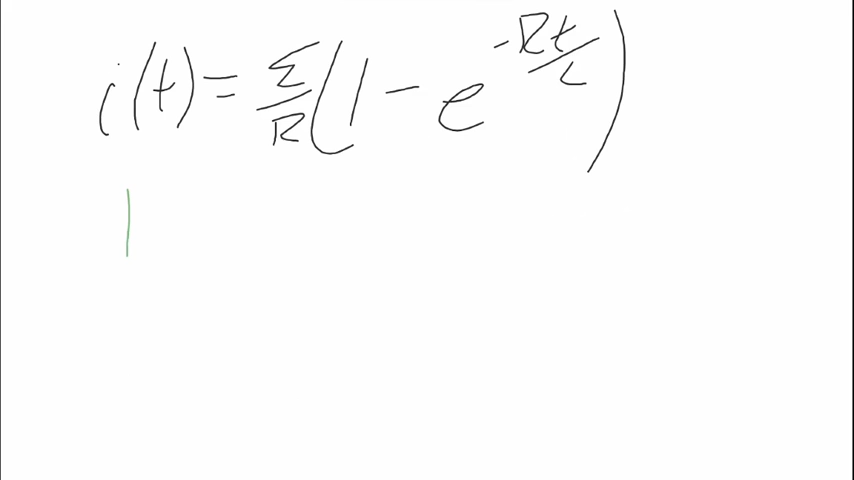 i(t) = Σ/R (1 - e^(-Rt/L))